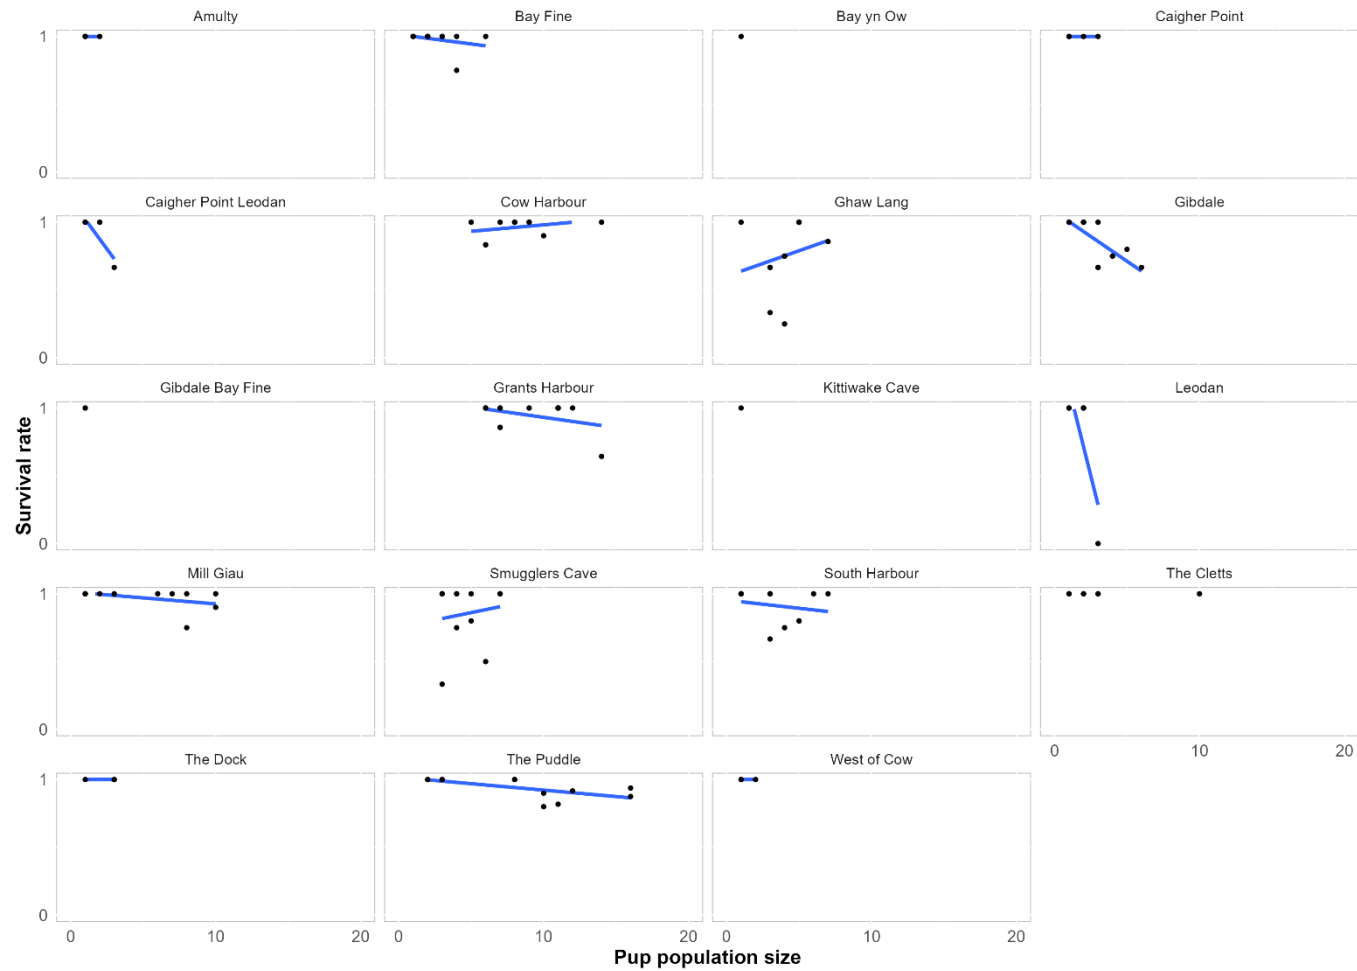 Amulty Bay Fine Bay yn Ow Caigher Point
1
0
Caigher Point Leodan Cow Harbour Ghaw Lang Gibdale
1
0
Gibdale Bay Fine Grants Harbour Kittiwake Cave Leodan
1
0
Survival rate
Mill Giau Smugglers Cave South Harbour The Cletts
1
0
0 10 20
The Dock The Puddle West of Cow
1
0
0 10 20 0 10 20 0 10 20
Pup population size